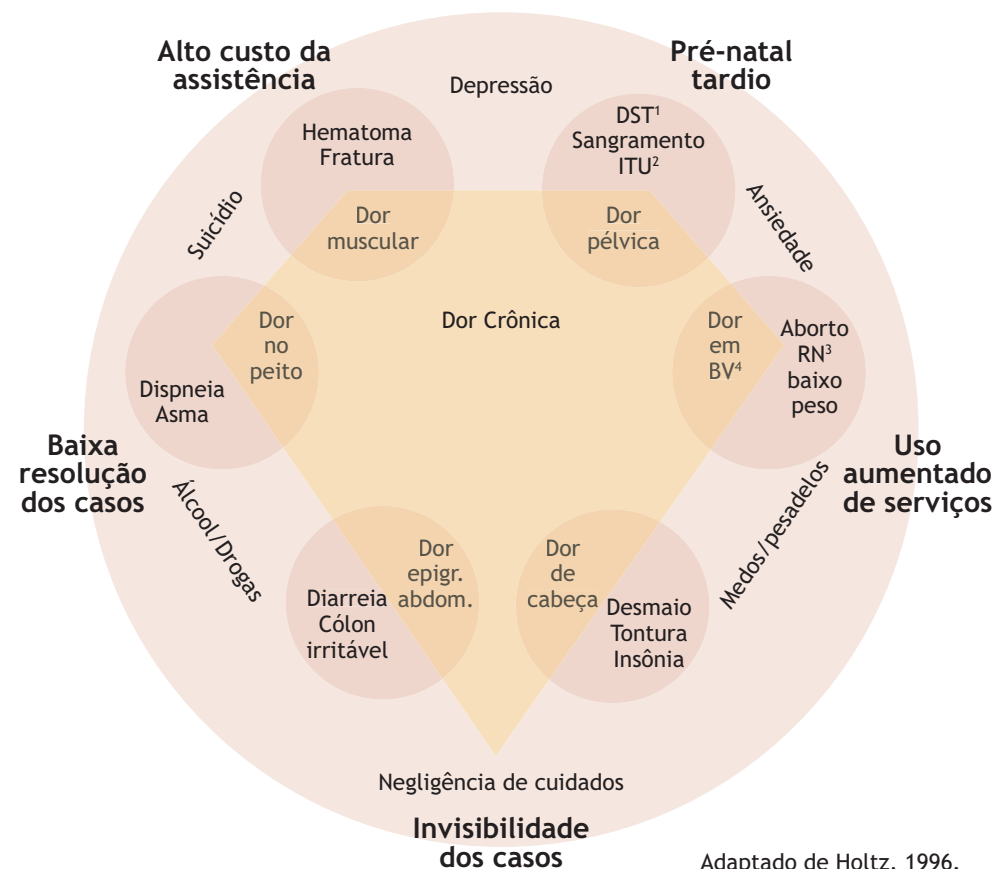 Alto custo da
assistência
Pré-natal
tardio
Depressão
Hematoma
Fratura
DST¹
Sangramento
ITU²
Suicídio
Ansiedade
Dor
muscular
Dor
pélvica
Dor Crônica
Dor
no
peito
Dispneia
Asma
Dor
em
BV⁴
Aborto
RN³
baixo
peso
Baixa
resolução
dos casos
Uso
aumentado
de serviços
Álcool/Drogas
Medos/pesadelos
Dor
epigr.
abdom.
Diarreia
Cólon
irritável
Dor
de
cabeça
Desmaio
Tontura
Insônia
Negligência de cuidados
Invisibilidade
dos casos
Adaptado de Holtz, 1996.